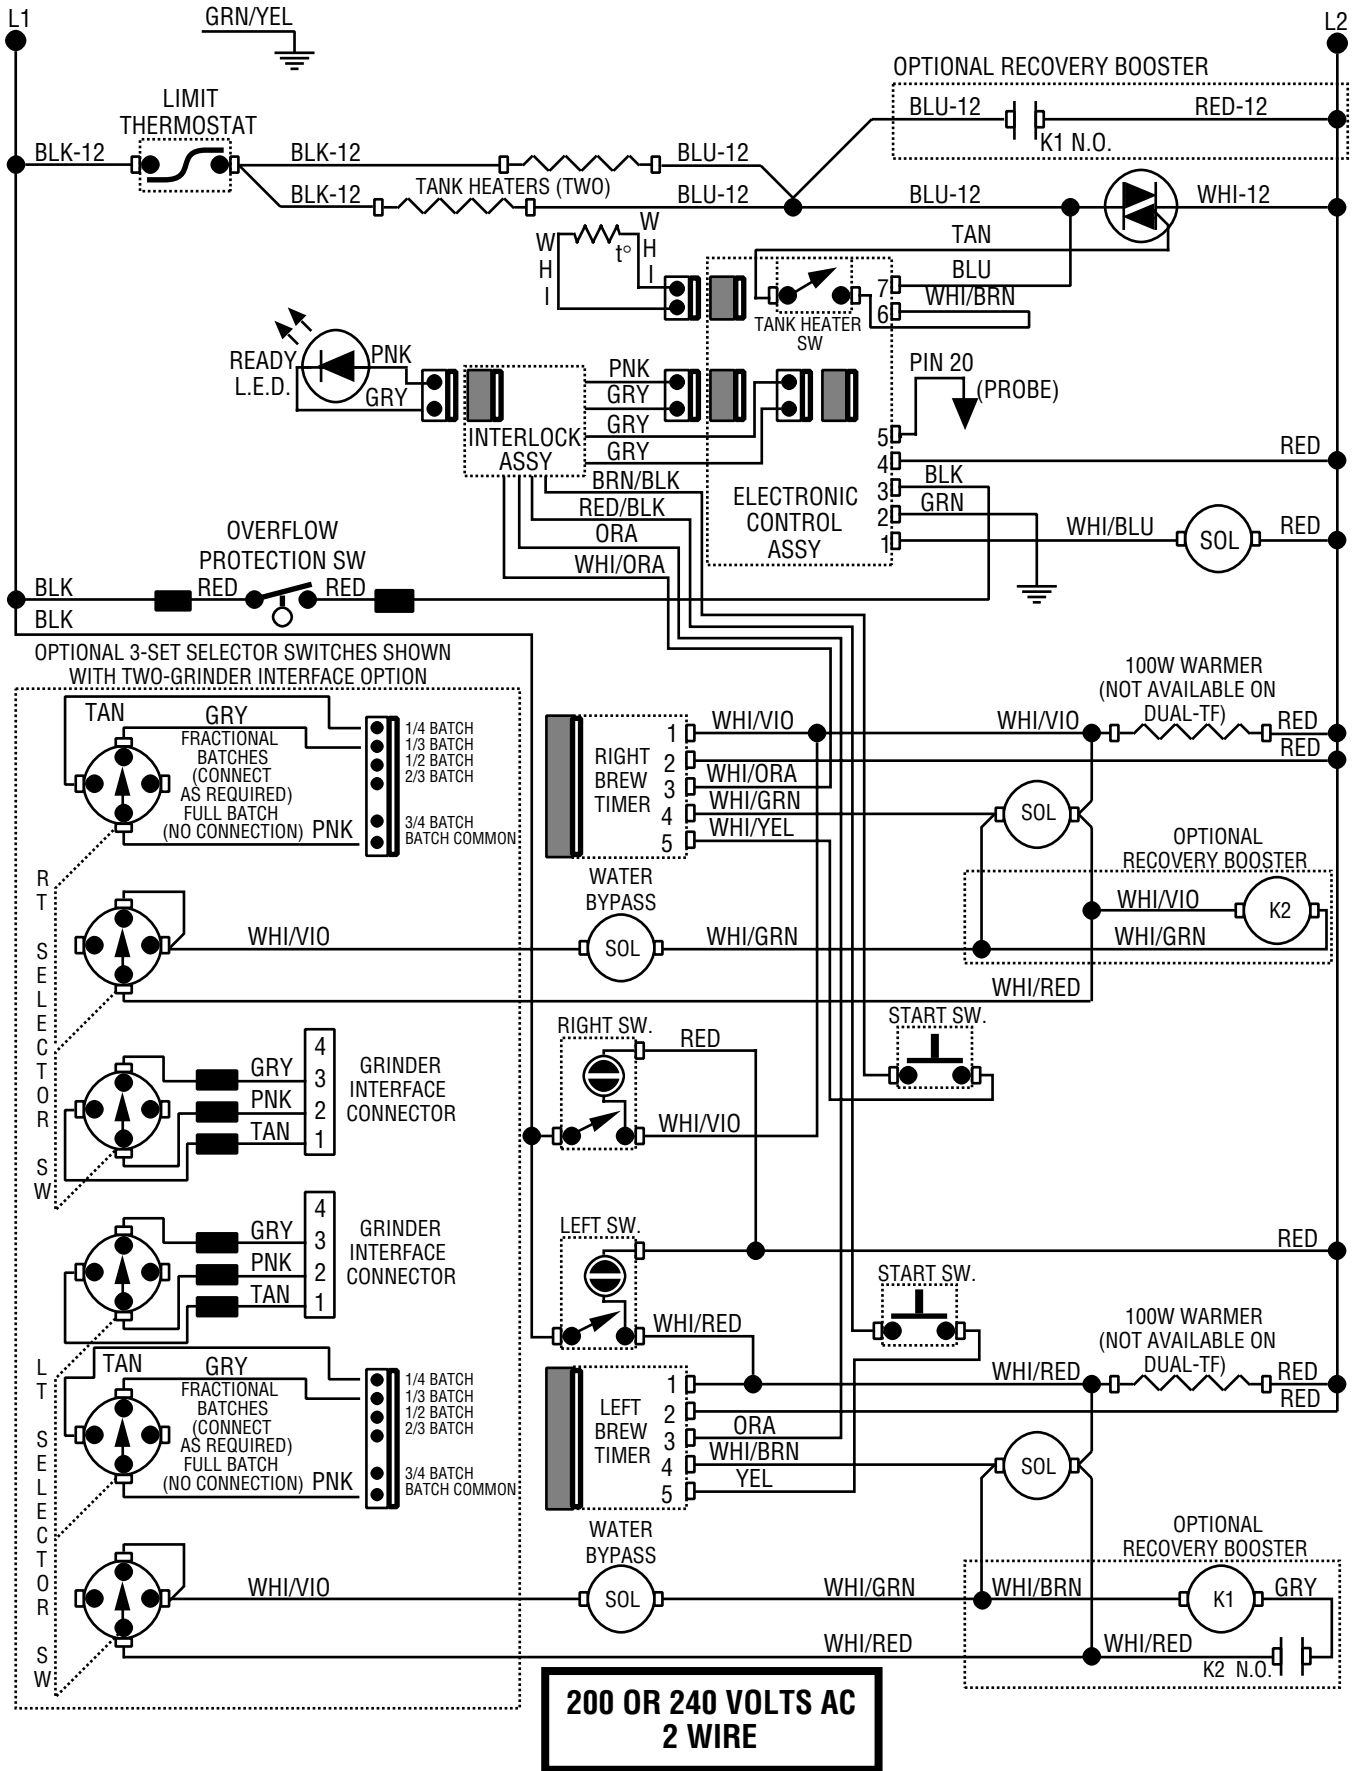 L1
GRN/YEL
L2
OPTIONAL RECOVERY BOOSTER
BLU-12
RED-12
K1 N.O.
LIMIT
THERMOSTAT
BLK-12
BLK-12
BLU-12
BLK-12
TANK HEATERS (TWO)
BLU-12
BLU-12
WHI-12
TAN
WHI
t°
WHI
BLU
7
WHI/BRN
6
TANK HEATER
SW
READY
L.E.D.
PNK
GRY
PNK
GRY
GRY
GRY
INTERLOCK
ASSY
PIN 20
(PROBE)
5
4
RED
3
BLK
2
GRN
1
WHI/BLU
SOL
RED
ELECTRONIC
CONTROL
ASSY
BRN/BLK
RED/BLK
ORA
WHI/ORA
OVERFLOW
PROTECTION SW
BLK
RED
RED
BLK
OPTIONAL 3-SET SELECTOR SWITCHES SHOWN
WITH TWO-GRINDER INTERFACE OPTION
TAN
GRY
FRACTIONAL
BATCHES
(CONNECT
AS REQUIRED)
FULL BATCH
(NO CONNECTION)
PNK
1/4 BATCH
1/3 BATCH
1/2 BATCH
2/3 BATCH
3/4 BATCH
BATCH COMMON
RIGHT
BREW
TIMER
1
2
3
4
5
WHI/VIO
WHI/ORA
WHI/GRN
WHI/YEL
WHI/VIO
100W WARMER
(NOT AVAILABLE ON
DUAL-TF)
RED
RED
SOL
OPTIONAL
RECOVERY BOOSTER
WHI/VIO
K2
WHI/GRN
RT SELECTOR SW
WATER
BYPASS
WHI/VIO
SOL
WHI/GRN
WHI/RED
START SW.
RIGHT SW.
RED
WHI/VIO
GRY
PNK
TAN
4
3
2
1
GRINDER
INTERFACE
CONNECTOR
GRY
PNK
TAN
4
3
2
1
GRINDER
INTERFACE
CONNECTOR
LEFT SW.
RED
WHI/RED
START SW.
LT SELECTOR SW
TAN
GRY
FRACTIONAL
BATCHES
(CONNECT
AS REQUIRED)
FULL BATCH
(NO CONNECTION)
PNK
1/4 BATCH
1/3 BATCH
1/2 BATCH
2/3 BATCH
3/4 BATCH
BATCH COMMON
LEFT
BREW
TIMER
1
2
3
4
5
ORA
WHI/BRN
YEL
WHI/RED
100W WARMER
(NOT AVAILABLE ON
DUAL-TF)
RED
RED
SOL
WATER
BYPASS
WHI/VIO
SOL
WHI/GRN
WHI/RED
OPTIONAL
RECOVERY BOOSTER
WHI/BRN
K1
GRY
WHI/RED
K2 N.O.
200 OR 240 VOLTS AC
2 WIRE